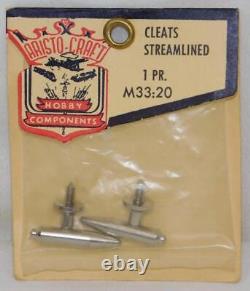 ARISTO-CRAFT
HOBBY
COMPONENTS
CLEATS
STREAMLINED
1 PR.
M33:20